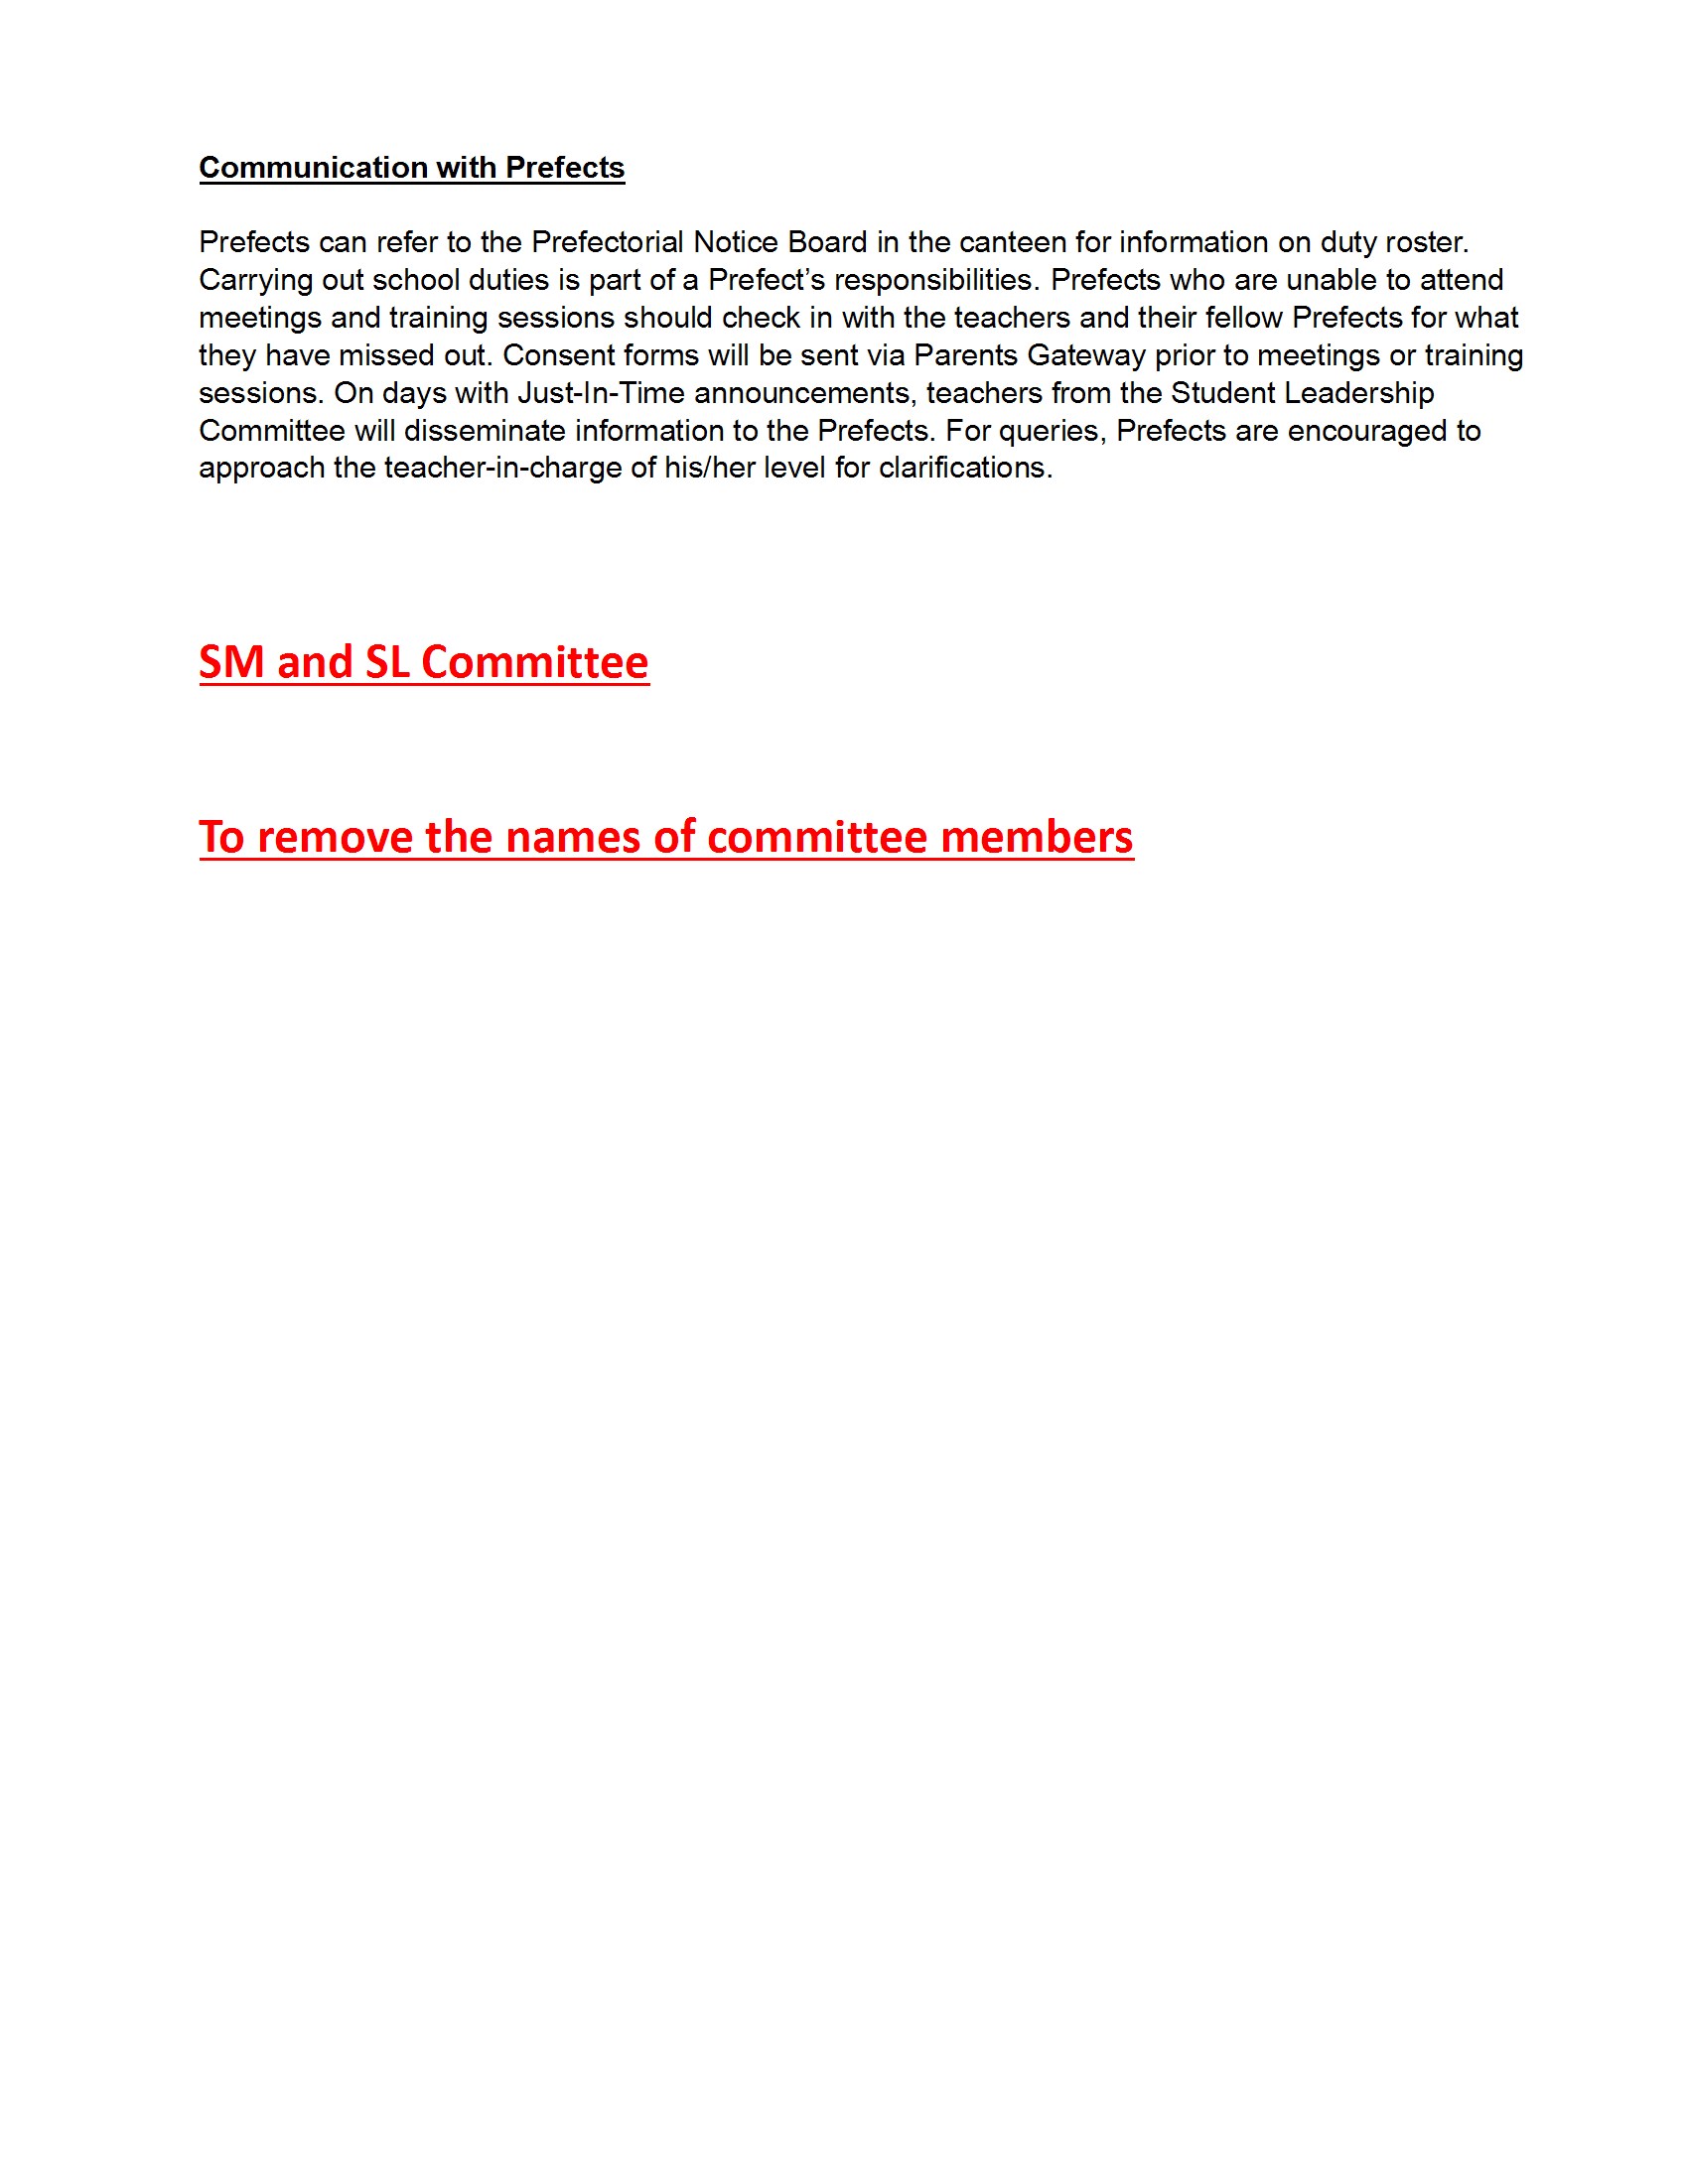 Communication with Prefects
Prefects can refer to the Prefectorial Notice Board in the canteen for information on duty roster.
Carrying out school duties is part of a Prefect’s responsibilities. Prefects who are unable to attend
meetings and training sessions should check in with the teachers and their fellow Prefects for what
they have missed out. Consent forms will be sent via Parents Gateway prior to meetings or training
sessions. On days with Just-In-Time announcements, teachers from the Student Leadership
Committee will disseminate information to the Prefects. For queries, Prefects are encouraged to
approach the teacher-in-charge of his/her level for clarifications.
SM and SL Committee
To remove the names of committee members